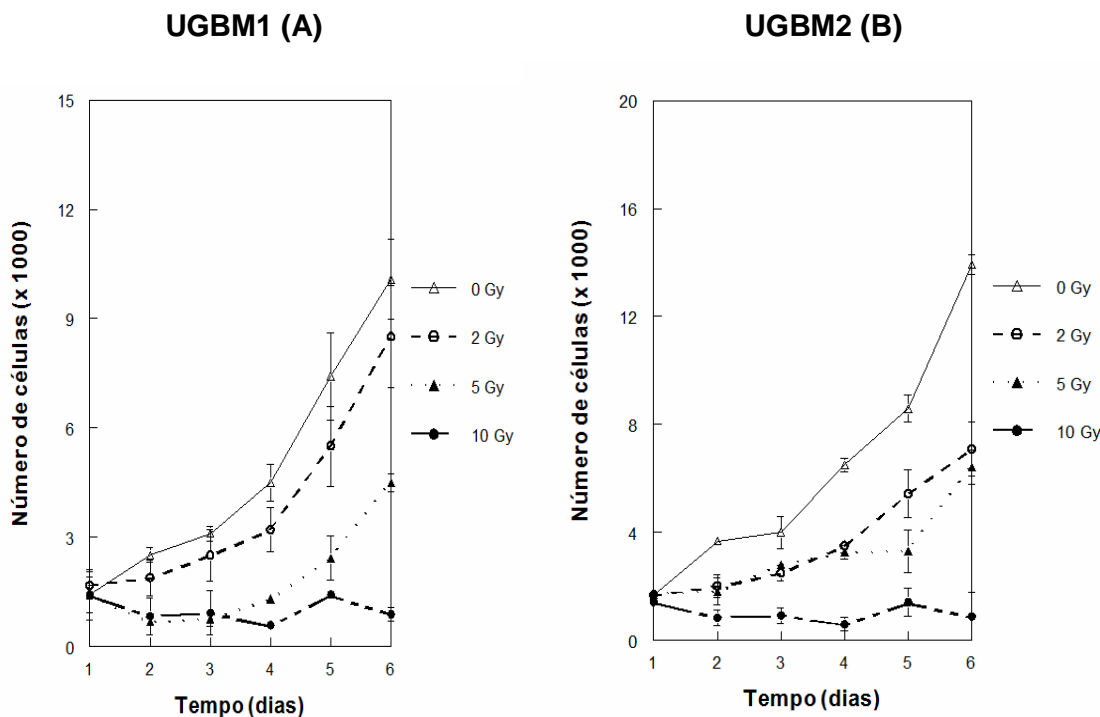 UGBM1 (A)
15
12
9
6
3
0
1 2 3 4 5 6
Número de células (x 1000)
Tempo (dias)
0 Gy
2 Gy
5 Gy
10 Gy
UGBM2 (B)
20
16
12
8
4
0
1 2 3 4 5 6
Número de células (x 1000)
Tempo (dias)
0 Gy
2 Gy
5 Gy
10 Gy